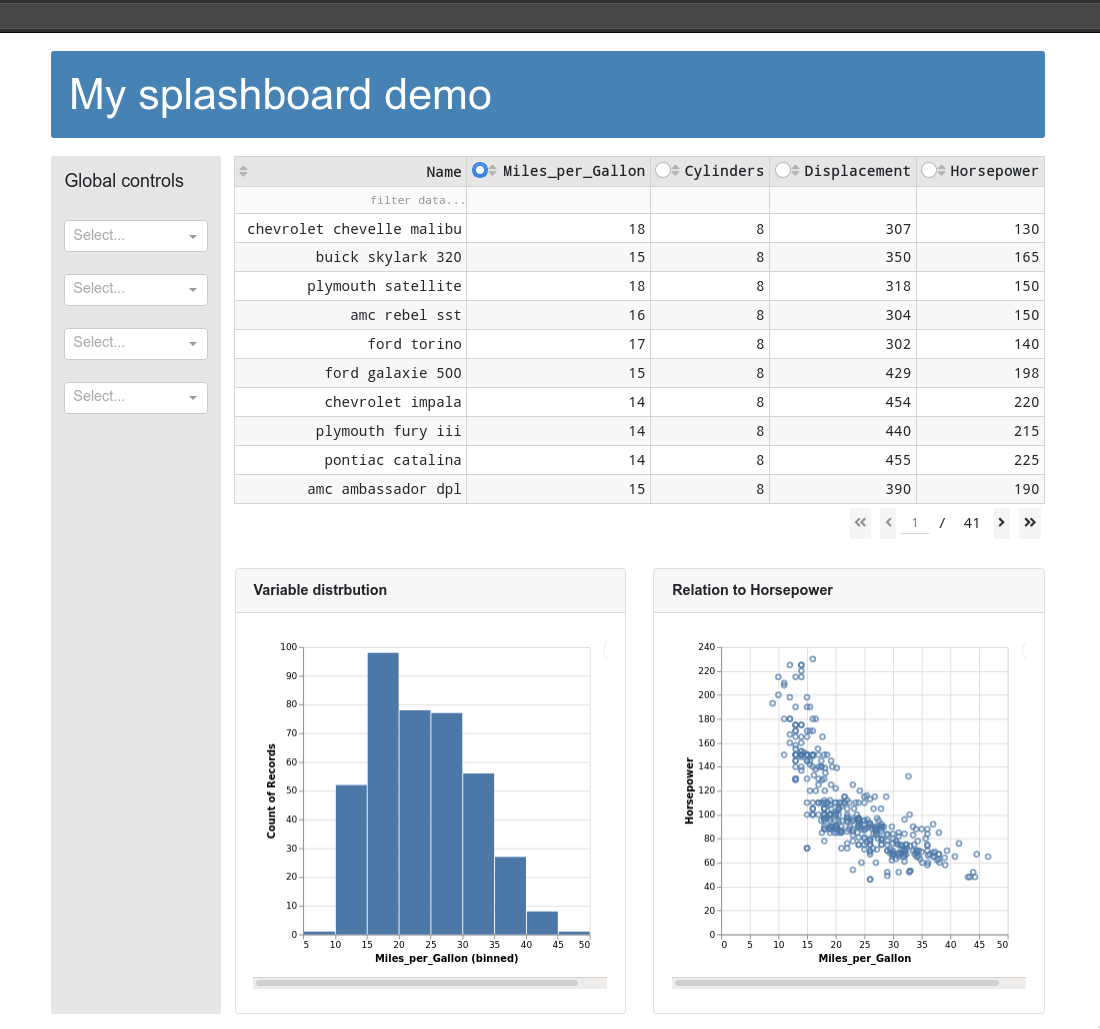 My splashboard demo
Global controls
Select...
Select...
Select...
Select...
Name Miles_per_Gallon Cylinders Displacement Horsepower
filter data...
chevrolet chevelle malibu 18 8 307 130
buick skylark 320 15 8 350 165
plymouth satellite 18 8 318 150
amc rebel sst 16 8 304 150
ford torino 17 8 302 140
ford galaxie 500 15 8 429 198
chevrolet impala 14 8 454 220
plymouth fury iii 14 8 440 215
pontiac catalina 14 8 455 225
amc ambassador dpl 15 8 390 190
1 / 41
Variable distrbution
100
90
80
70
60
50
40
30
20
10
0
Count of Records
5 10 15 20 25 30 35 40 45 50
Miles_per_Gallon (binned)
Relation to Horsepower
240
220
200
180
160
140
120
100
80
60
40
20
0
Horsepower
0 5 10 15 20 25 30 35 40 45 50
Miles_per_Gallon